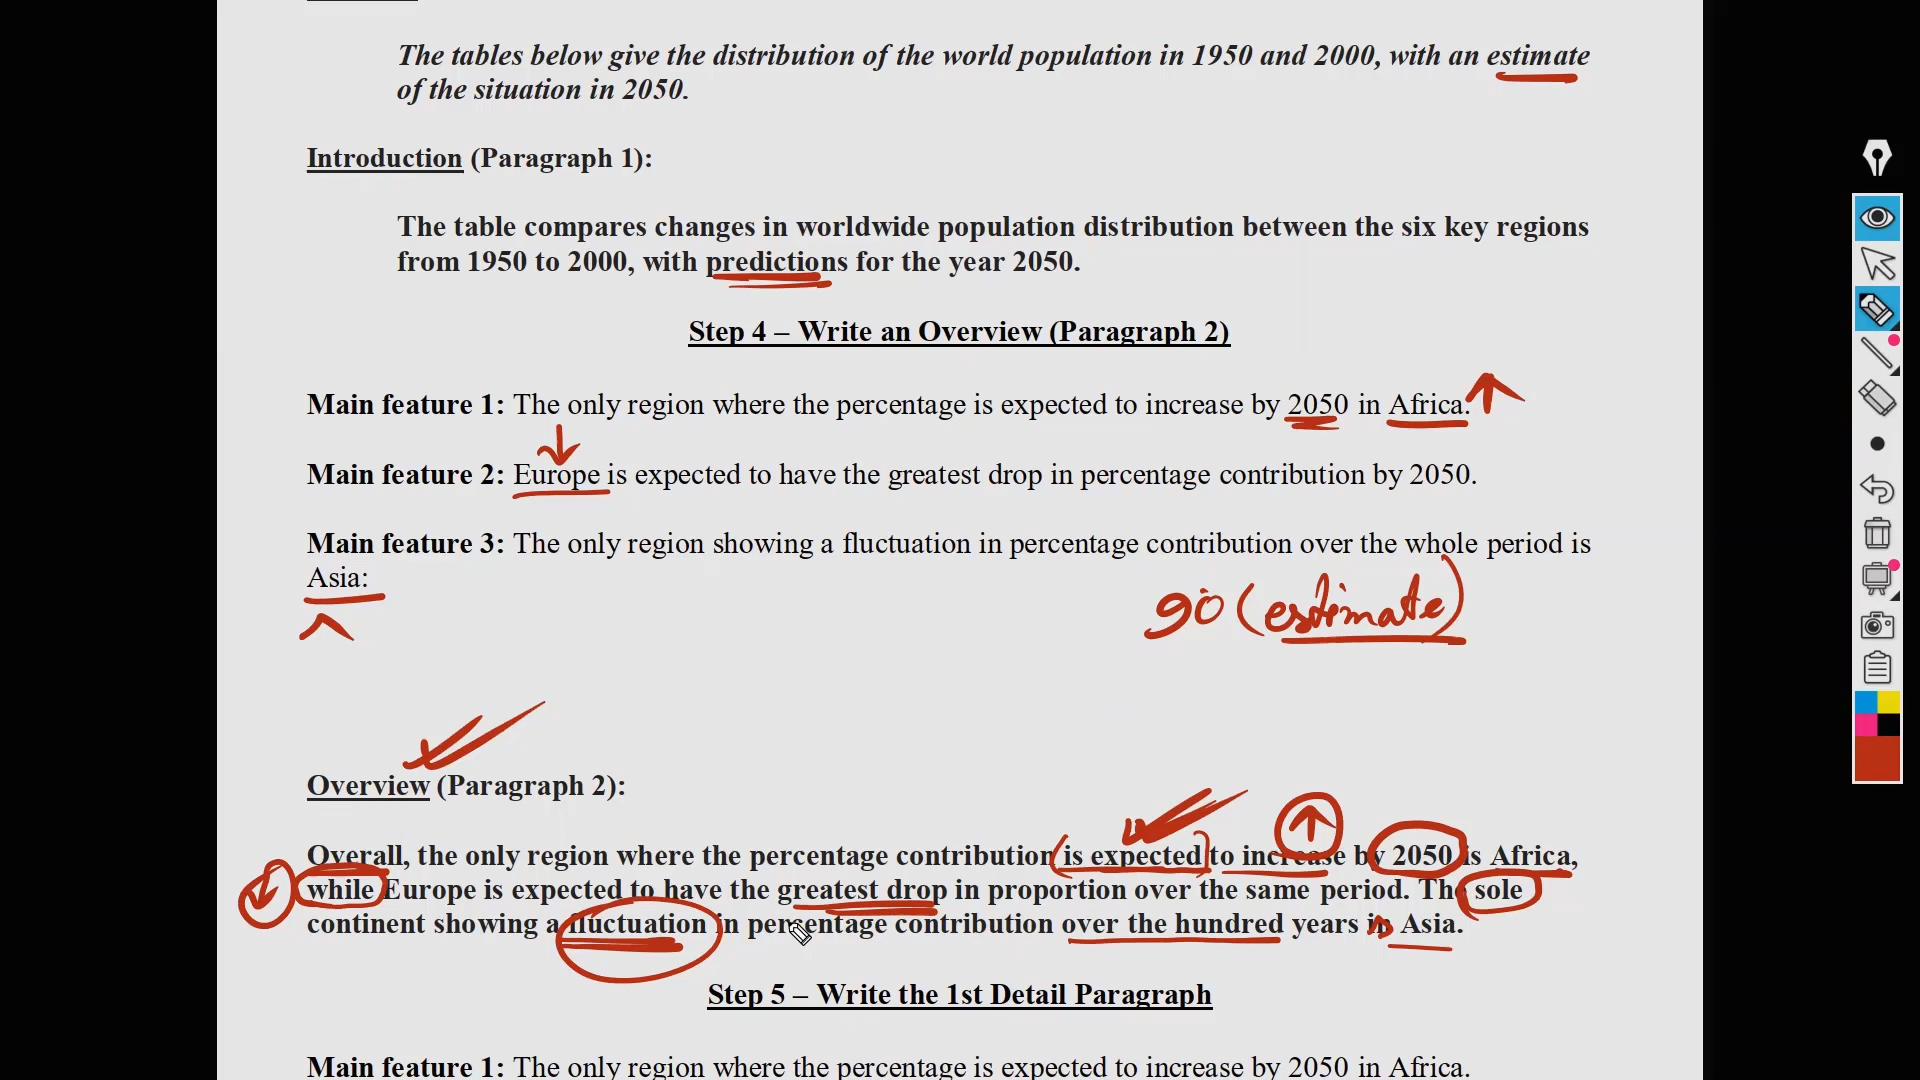 The tables below give the distribution of the world population in 1950 and 2000, with an estimate
of the situation in 2050.
Introduction (Paragraph 1):
The table compares changes in worldwide population distribution between the six key regions
from 1950 to 2000, with predictions for the year 2050.
Step 4 – Write an Overview (Paragraph 2)
Main feature 1: The only region where the percentage is expected to increase by 2050 in Africa.
Main feature 2: Europe is expected to have the greatest drop in percentage contribution by 2050.
Main feature 3: The only region showing a fluctuation in percentage contribution over the whole period is
Asia:
(estimate)
Overview (Paragraph 2):
Overall, the only region where the percentage contribution is expected to increase by 2050 is Africa,
while Europe is expected to have the greatest drop in proportion over the same period. The sole
continent showing a fluctuation in percentage contribution over the hundred years in Asia.
Step 5 – Write the 1st Detail Paragraph
Main feature 1: The only region where the percentage is expected to increase by 2050 in Africa.